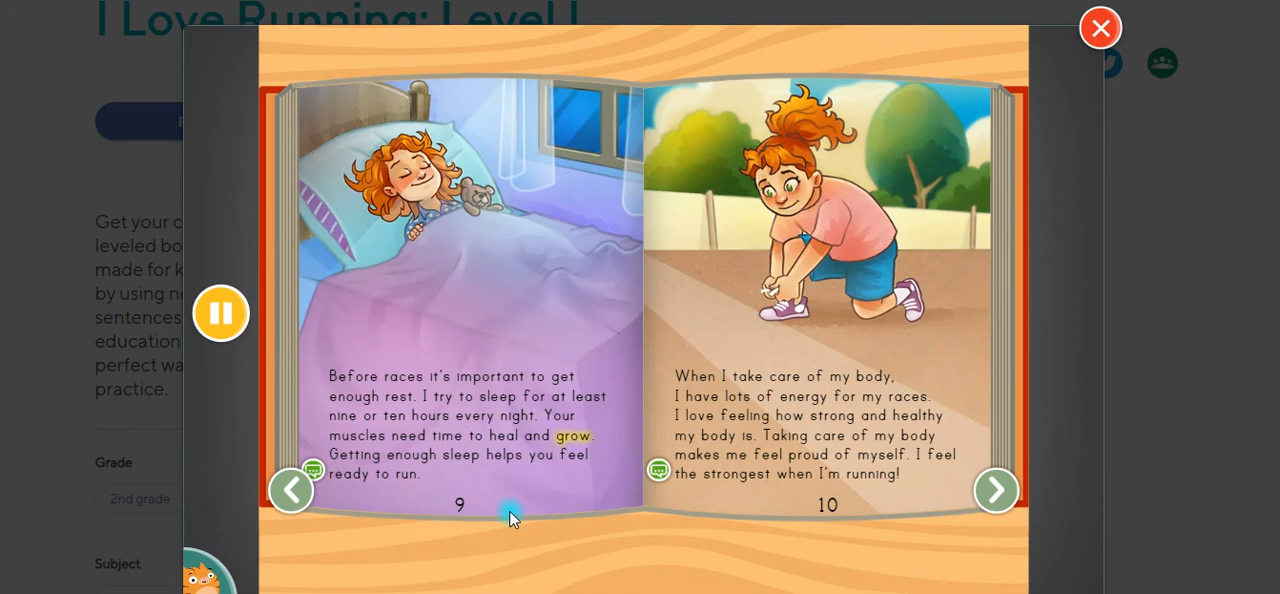 I Love Running: Level I
Get your c
leveled bo
made for k
by using ne
sentences
education
perfect wa
practice.
Grade
2nd grade
Subject
Before races it's important to get
enough rest. I try to sleep for at least
nine or ten hours every night. Your
muscles need time to heal and grow.
Getting enough sleep helps you feel
ready to run.
9
When I take care of my body,
I have lots of energy for my races.
I love feeling how strong and healthy
my body is. Taking care of my body
makes me feel proud of myself. I feel
the strongest when I'm running!
10